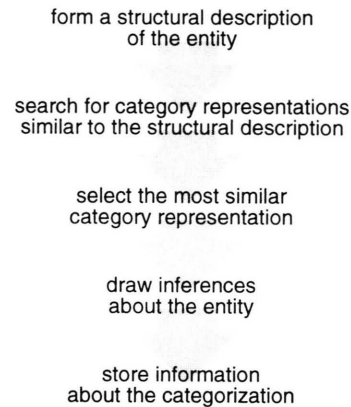 form a structural description
of the entity
search for category representations
similar to the structural description
select the most similar
category representation
draw inferences
about the entity
store information
about the categorization